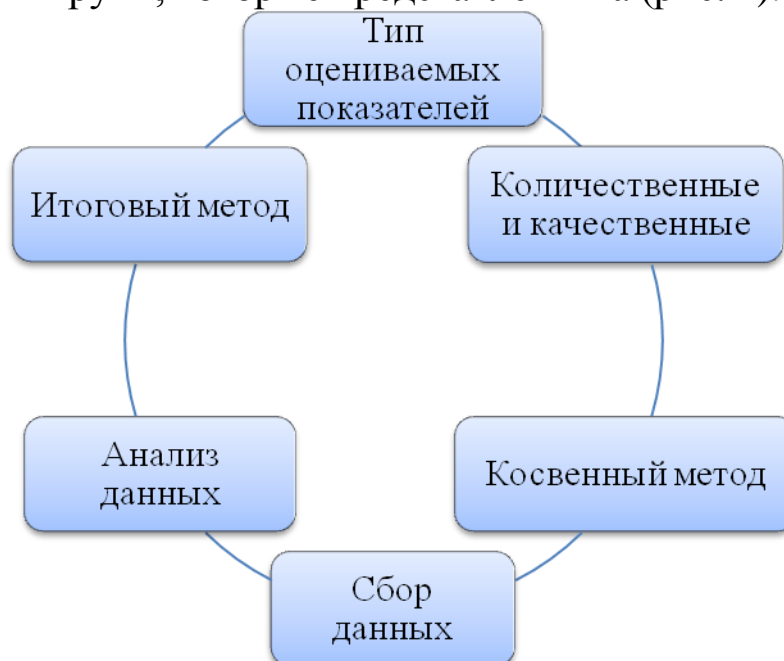 Тип
оцениваемых
показателей
Количественные
и качественные
Косвенный метод
Сбор
данных
Анализ
данных
Итоговый метод